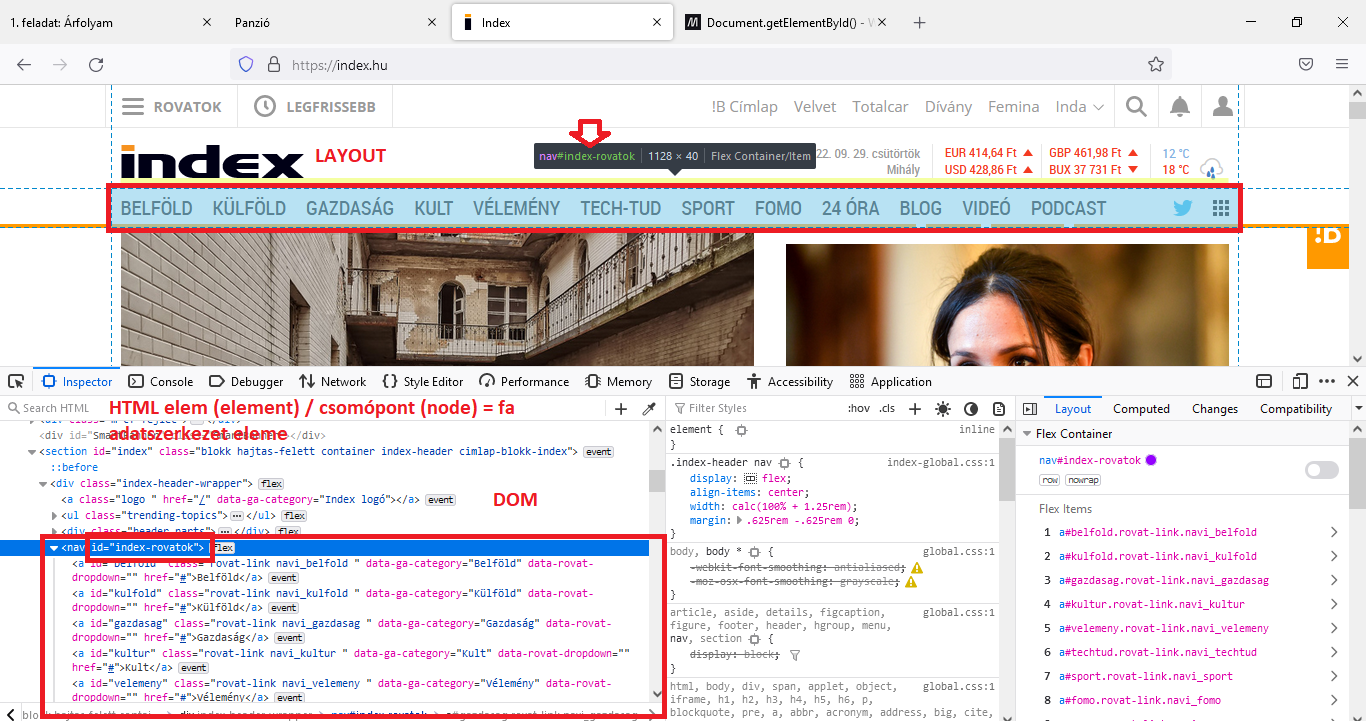 1. feladat: Árfolyam
Panzió
Index
Document.getElementById() - W
https://index.hu
ROVATOK
LEGFRISSEBB
!B Címlap Velvet Totalcar Dívány Femina Inda
index
LAYOUT
nav#index-rovatok 1128 × 40 Flex Container/Item
22. 09. 29. csütörtök
Mihály
EUR 414,64 Ft GBP 461,98 Ft 12 °C
USD 428,86 Ft BUX 37 731 Ft 18 °C
BELFÖLD KÜLFÖLD GAZDASÁG KULT VÉLEMÉNY TECH-TUD SPORT FOMO 24 ÓRA BLOG VIDEÓ PODCAST
!B
Inspector Console Debugger Network Style Editor Performance Memory Storage Accessibility Application
Search HTML
HTML elem (element) / csomópont (node) = fa
adatszerkezet eleme
DOM
<section id="index" class="blokk hajtas-felett container index-header cimlap-blokk-index"> event
::before
<div class="index-header-wrapper"> flex
<a class="logo " href="/" data-ga-category="Index logó"></a> event
<ul class="trending-topics"> ••• </ul> flex
<div class="header-parts"> ••• </div> flex
<nav id="index-rovatok"> flex
<a id="belfold" class="rovat-link navi_belfold " data-ga-category="Belföld" data-rovat-
dropdown="" href="#">Belföld</a> event
<a id="kulfold" class="rovat-link navi_kulfold " data-ga-category="Külföld" data-rovat-
dropdown="" href="#">Külföld</a> event
<a id="gazdasag" class="rovat-link navi_gazdasag " data-ga-category="Gazdaság" data-rovat-
dropdown="" href="#">Gazdaság</a> event
<a id="kultur" class="rovat-link navi_kultur " data-ga-category="Kult" data-rovat-dropdown=""
href="#">Kult</a> event
<a id="velemeny" class="rovat-link navi_velemeny " data-ga-category="Vélemény" data-rovat-
dropdown="" href="#">Vélemény</a> event
Filter Styles :hov .cls
element { inline
}
.index-header nav { index-global.css:1
display: flex;
align-items: center;
width: calc(100% + 1.25rem);
margin: .625rem -.625rem 0;
}
body, body * { global.css:1
-webkit-font-smoothing: antialiased;
-moz-osx-font-smoothing: grayscale;
}
article, aside, details, figcaption, global.css:1
figure, footer, header, hgroup, menu,
nav, section {
display: block;
}
html, body, div, span, applet, object, global.css:1
iframe, h1, h2, h3, h4, h5, h6, p,
blockquote, pre, a, abbr, acronym, address, big, cite,
Layout Computed Changes Compatibility
Flex Container
nav#index-rovatok
row nowrap
Flex Items
1 a#belfold.rovat-link.navi_belfold
2 a#kulfold.rovat-link.navi_kulfold
3 a#gazdasag.rovat-link.navi_gazdasag
4 a#kultur.rovat-link.navi_kultur
5 a#velemeny.rovat-link.navi_velemeny
6 a#techtud.rovat-link.navi_techtud
7 a#sport.rovat-link.navi_sport
8 a#fomo.rovat-link.navi_fomo